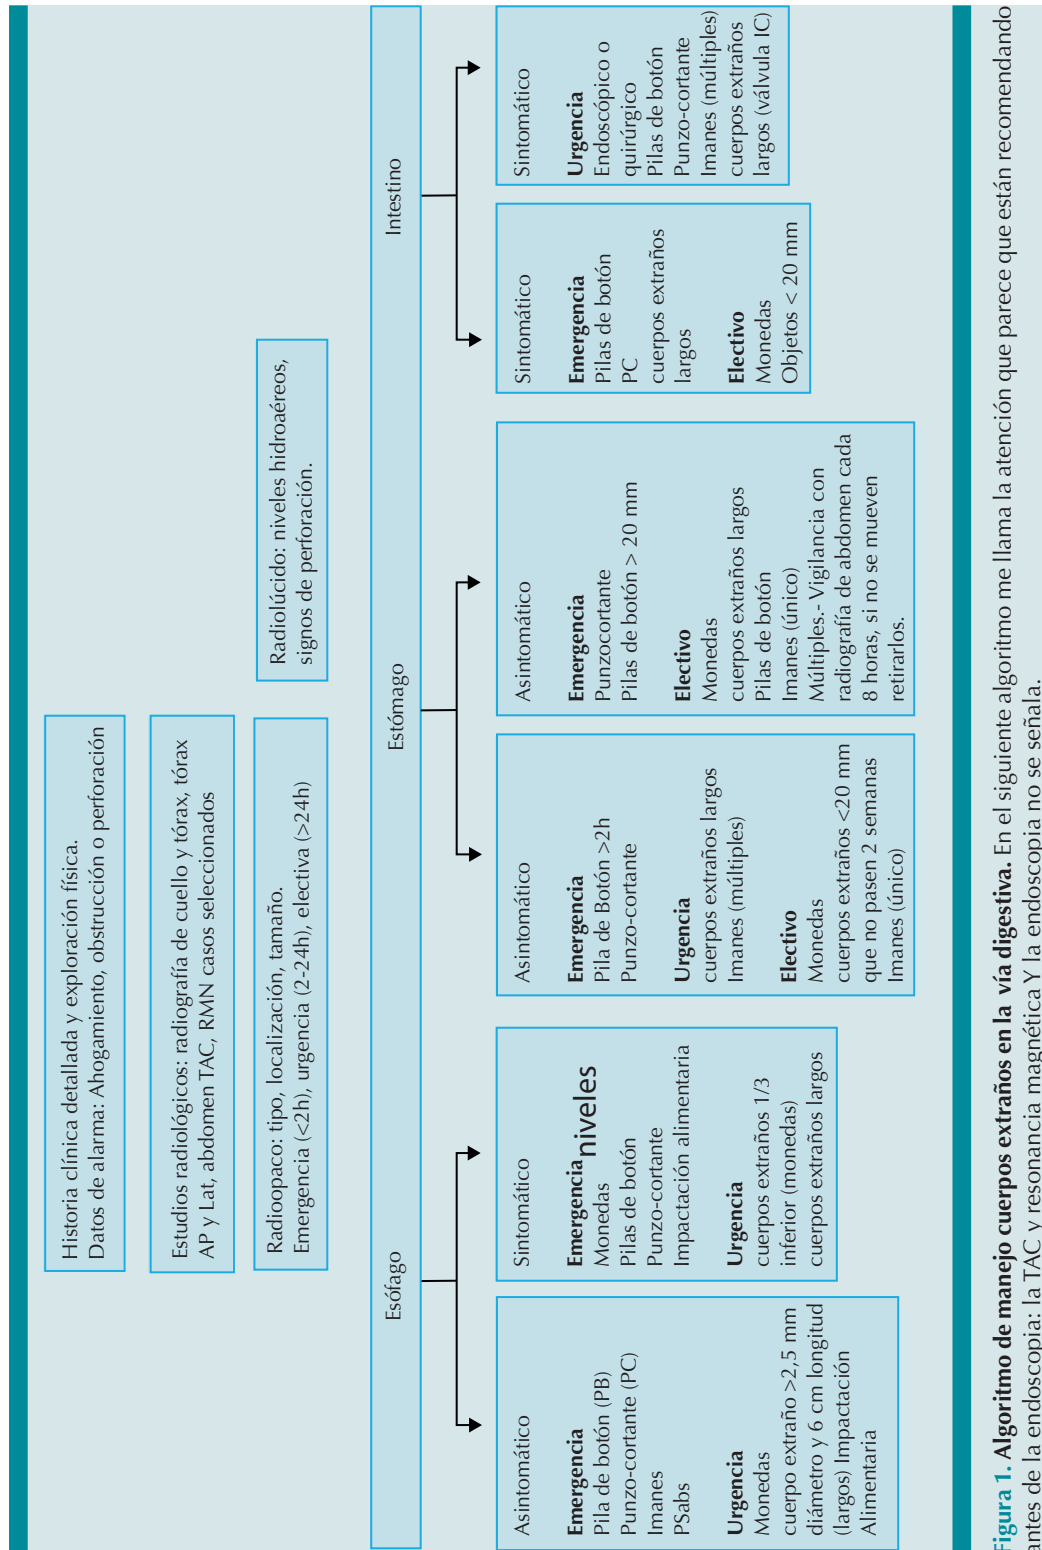 Historia clínica detallada y exploración física.
Datos de alarma: Ahogamiento, obstrucción o perforación
Estudios radiológicos: radiografía de cuello y tórax, tórax
AP y Lat, abdomen TAC, RMN casos seleccionados
Radioopaco: tipo, localización, tamaño.
Emergencia (<2h), urgencia (2-24h), electiva (>24h)
Radiolúcido: niveles hidroaéreos,
signos de perforación.
Esófago
Estómago
Intestino
Asintomático
Emergencia
Pila de botón (PB)
Punzo-cortante (PC)
Imanes
PSabs
Urgencia
Monedas
cuerpo extraño >2,5 mm
diámetro y 6 cm longitud
(largos) Impactación
Alimentaria
Sintomático
Emergencia niveles
Monedas
Pilas de botón
Punzo-cortante
Impactación alimentaria
Urgencia
cuerpos extraños 1/3
inferior (monedas)
cuerpos extraños largos
Asintomático
Emergencia
Pila de Botón >2h
Punzo-cortante
Urgencia
cuerpos extraños largos
Imanes (múltiples)
Electivo
Monedas
cuerpos extraños <20 mm
que no pasen 2 semanas
Imanes (único)
Asintomático
Emergencia
Punzocortante
Pilas de botón > 20 mm
Electivo
Monedas
cuerpos extraños largos
Pilas de botón
Imanes (único)
Múltiples.- Vigilancia con
radiografía de abdomen cada
8 horas, si no se mueven
retirarlos.
Sintomático
Emergencia
Pilas de botón
PC
cuerpos extraños
largos
Electivo
Monedas
Objetos < 20 mm
Sintomático
Urgencia
Endoscópico o
quirúrgico
Pilas de botón
Punzo-cortante
Imanes (múltiples)
cuerpos extraños
largos (válvula IC)
Figura 1. Algoritmo de manejo cuerpos extraños en la vía digestiva. En el siguiente algoritmo me llama la atención que parece que están recomendando
antes de la endoscopia: la TAC y resonancia magnética Y la endoscopia no se señala.